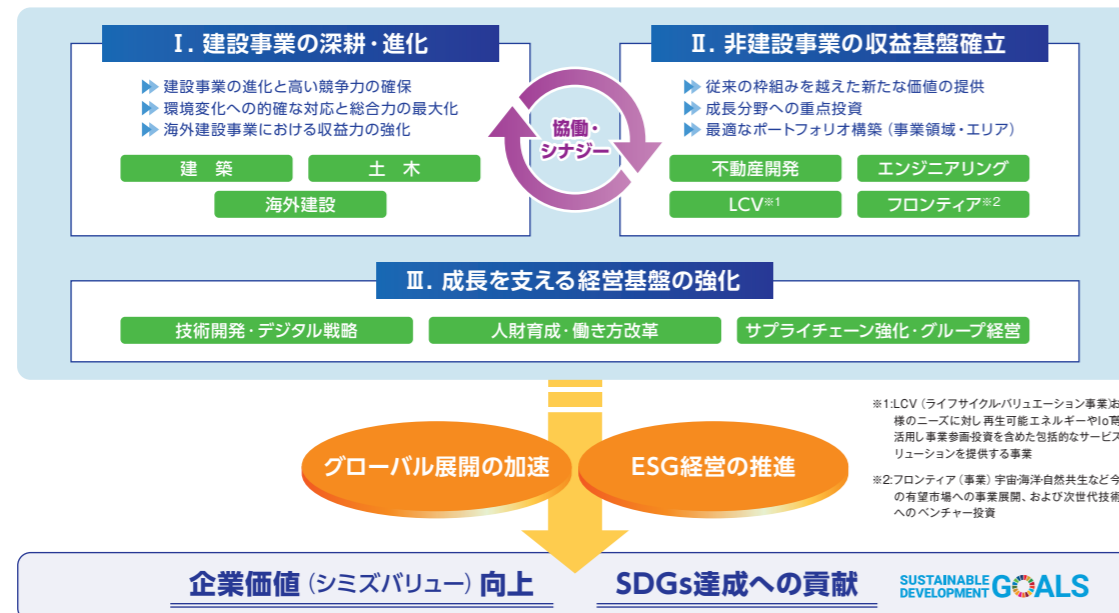 Ⅰ. 建設事業の深耕・進化
建設事業の進化と高い競争力の確保
環境変化への的確な対応と総合力の最大化
海外建設事業における収益力の強化
建 築
土 木
海外建設
協働・
シナジー
Ⅱ. 非建設事業の収益基盤確立
従来の枠組みを越えた新たな価値の提供
成長分野への重点投資
最適なポートフォリオ構築（事業領域・エリア）
不動産開発
エンジニアリング
LCV※1
フロンティア※2
Ⅲ. 成長を支える経営基盤の強化
技術開発・デジタル戦略
人財育成・働き方改革
サプライチェーン強化・グループ経営
グローバル展開の加速
ESG経営の推進
※1:LCV（ライフサイクル・バリュエーション事業）お
様のニーズに対し再生可能エネルギーやIoT
活用し事業参画・投資を含めた包括的なサービス
リューションを提供する事業
※2:フロンティア（事業）宇宙・海洋・自然共生など今
の有望市場への事業展開、および次世代技術
へのベンチャー投資
企業価値（シミズバリュー）向上
SDGs達成への貢献
SUSTAINABLE
DEVELOPMENT GOALS